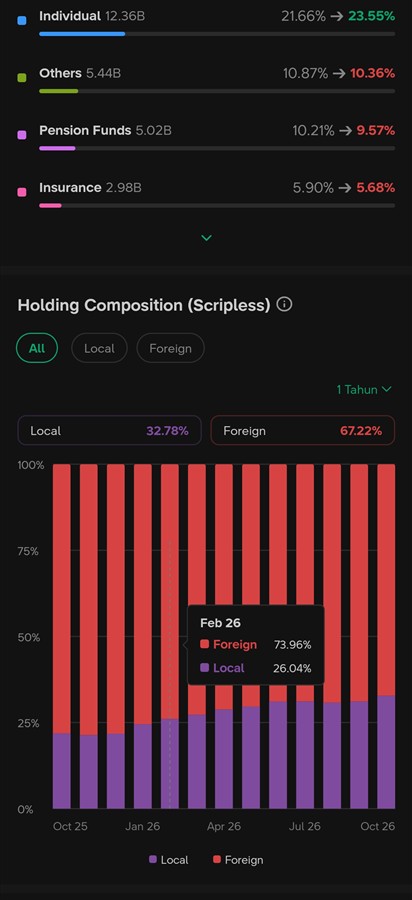 Individual 12.36B 21.66% → 23.55%
Others 5.44B 10.87% → 10.36%
Pension Funds 5.02B 10.21% → 9.57%
Insurance 2.98B 5.90% → 5.68%
Holding Composition (Scripless)
All Local Foreign
1 Tahun
Local 32.78% Foreign 67.22%
100%
75%
Feb 26
50%
Foreign 73.96%
Local 26.04%
25%
0%
Oct 25 Jan 26 Apr 26 Jul 26 Oct 26
Local Foreign